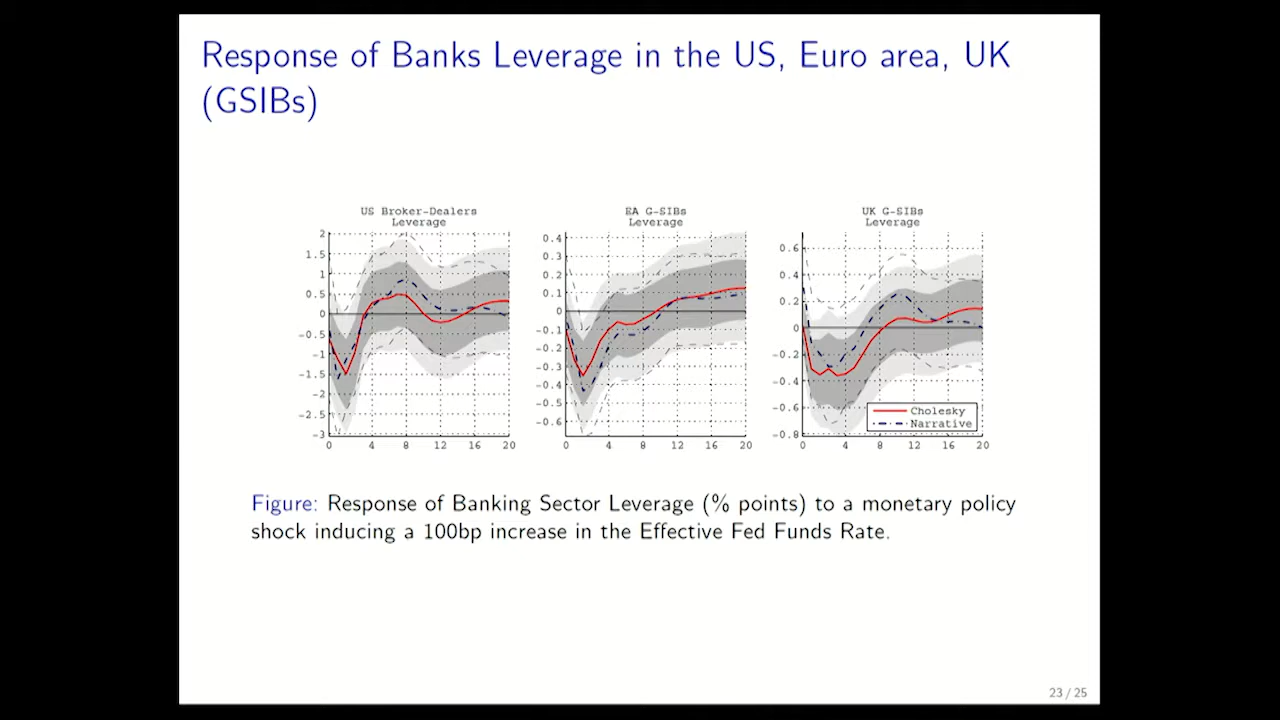 Response of Banks Leverage in the US, Euro area, UK
(GSIBs)
US Broker-Dealers
Leverage
2
1.5
1
0.5
0
-0.5
-1
-1.5
-2
-2.5
-3
0 4 8 12 16 20
EA G-SIBs
Leverage
0.4
0.3
0.2
0.1
0
-0.1
-0.2
-0.3
-0.4
-0.5
-0.6
0 4 8 12 16 20
UK G-SIBs
Leverage
0.6
0.4
0.2
0
-0.2
-0.4
-0.6
-0.8
0 4 8 12 16 20
Cholesky
Narrative
Figure: Response of Banking Sector Leverage (% points) to a monetary policy
shock inducing a 100bp increase in the Effective Fed Funds Rate.
23 / 25